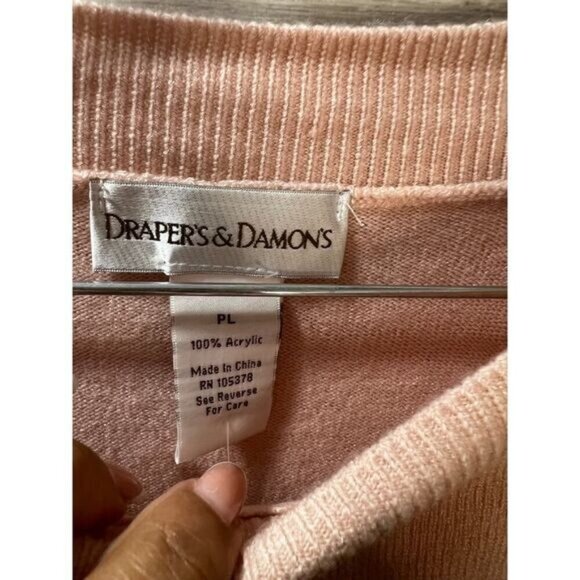 DRAPER'S & DAMON'S
PL
100% Acrylic
Made In China
RN 105378
See Reverse
For Care